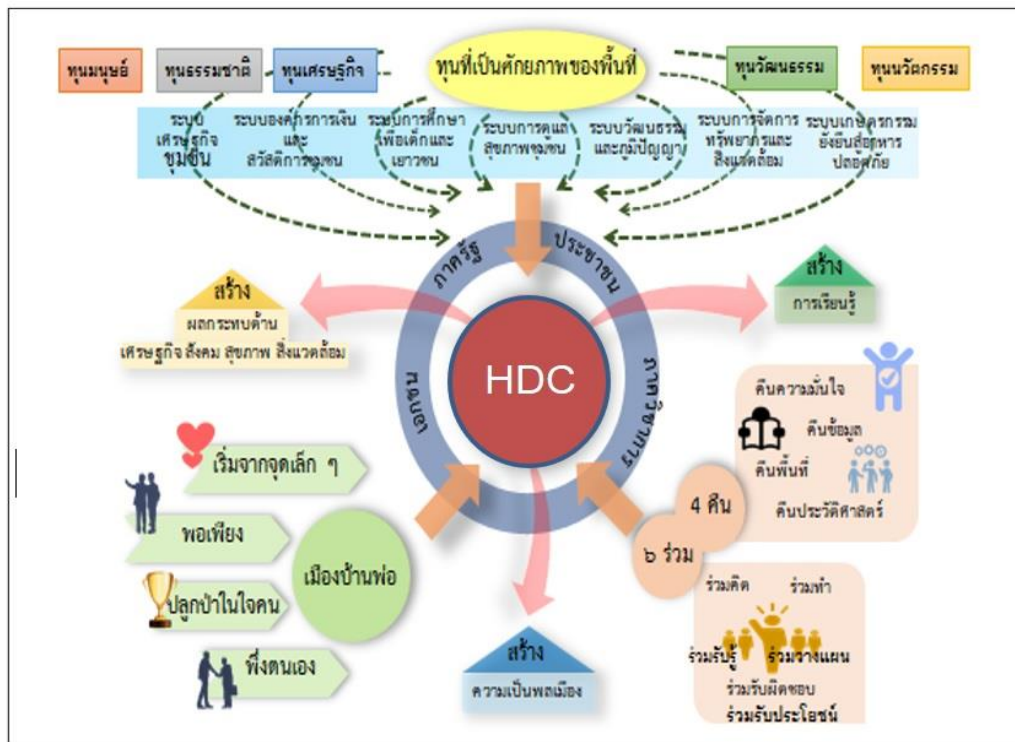 ทุนมนุษย์
ทุนธรรมชาติ
ทุนเศรษฐกิจ
ทุนที่เป็นศักยภาพของพื้นที่
ทุนวัฒนธรรม
ทุนนวัตกรรม
ระบบ
เศรษฐกิจ
ชุมชน
ระบบองค์กรการเงิน
และ
สวัสดิการชุมชน
ระบบการศึกษา
เพื่อเด็กและ
เยาวชน
ระบบการดูแล
สุขภาพชุมชน
ระบบวัฒนธรรม
และภูมิปัญญา
ระบบการจัดการ
ทรัพยากรและ
สิ่งแวดล้อม
ระบบเกษตรกรรม
ยั่งยืนสู่อาหาร
ปลอดภัย
ภาครัฐ
ประชาชน
เอกชน
ภาควิชาการ
HDC
สร้าง
ผลกระทบด้าน
เศรษฐกิจ สังคม สุขภาพ สิ่งแวดล้อม
สร้าง
การเรียนรู้
คืนความมั่นใจ
คืนข้อมูล
คืนพื้นที่
คืนประวัติศาสตร์
4 คืน
๖ ร่วม
ร่วมคิด
ร่วมทำ
ร่วมรับรู้
ร่วมวางแผน
ร่วมรับผิดชอบ
ร่วมรับประโยชน์
เริ่มจากจุดเล็ก ๆ
พอเพียง
ปลูกป่าในใจคน
พึ่งตนเอง
เมืองบ้านพ่อ
สร้าง
ความเป็นพลเมือง